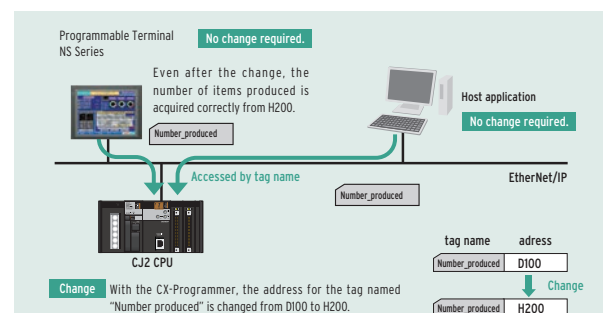 Programmable Terminal
NS Series
No change required.
Even after the change, the
number of items produced is
acquired correctly from H200.
Number_produced
Host application
No change required.
Accessed by tag name
EtherNet/IP
Number_produced
CJ2 CPU
tag name adress
Number_produced D100
Change
Number_produced H200
Change With the CX-Programmer, the address for the tag named
"Number produced" is changed from D100 to H200.